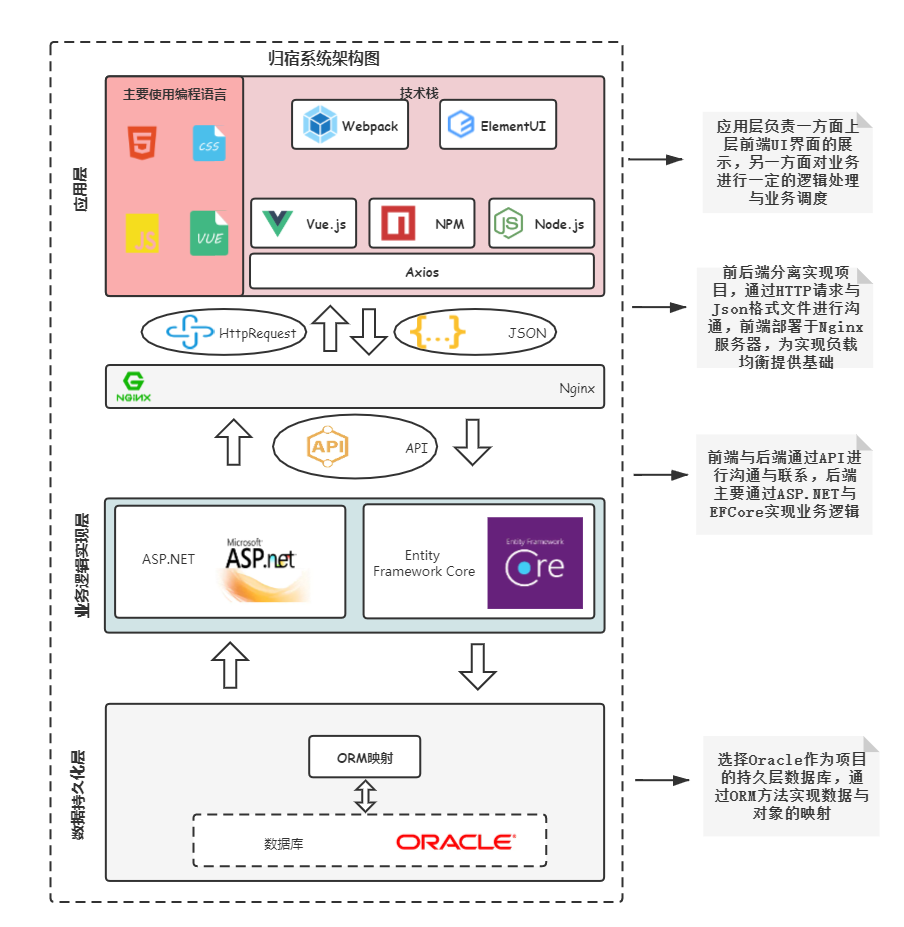 归宿系统架构图
应用层
主要使用编程语言
5
CSS
JS
VUE
技术栈
Webpack
ElementUI
Vue.js
NPM
JS
Node.js
Axios
应用层负责一方面上
层前端UI界面的展
示，另一方面对业务
进行一定的逻辑处理
与业务调度
HttpRequest
{...}
JSON
前后端分离实现项
目，通过HTTP请求与
Json格式文件进行沟
通，前端部署于Nginx
服务器，为实现负载
均衡提供基础
G
NGINX
Nginx
API
API
前端与后端通过API进
行沟通与联系，后端
主要通过ASP.NET与
EFCore实现业务逻辑
业务逻辑实现层
ASP.NET
Microsoft
ASP.net
Entity
Framework Core
Entity Framework
Core
数据持久化层
ORM映射
数据库
ORACLE
选择Oracle作为项目
的持久层数据库，通
过ORM方法实现数据与
对象的映射